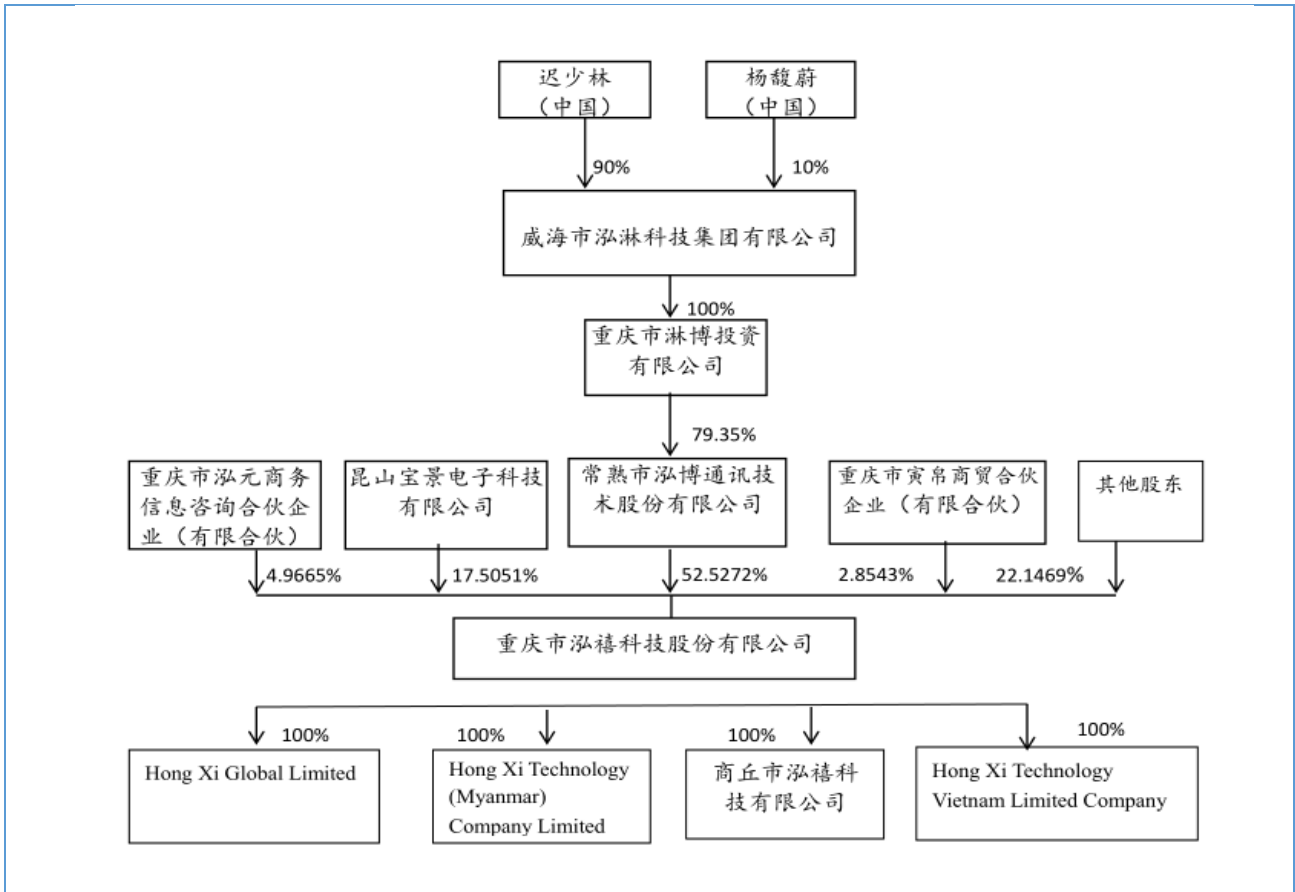 迟少林
（中国）
杨馥蔚
（中国）
90%
10%
威海市泓淋科技集团有限公司
100%
重庆市淋博投资
有限公司
79.35%
重庆市泓元商务
信息咨询合伙企
业（有限合伙）
昆山宝景电子科技
有限公司
常熟市泓博通讯技
术股份有限公司
重庆市寅帛商贸合伙
企业（有限合伙）
其他股东
4.9665%
17.5051%
52.5272%
2.8543%
22.1469%
重庆市泓禧科技股份有限公司
100%
100%
100%
100%
Hong Xi Global Limited
Hong Xi Technology
(Myanmar)
Company Limited
商丘市泓禧科
技有限公司
Hong Xi Technology
Vietnam Limited Company